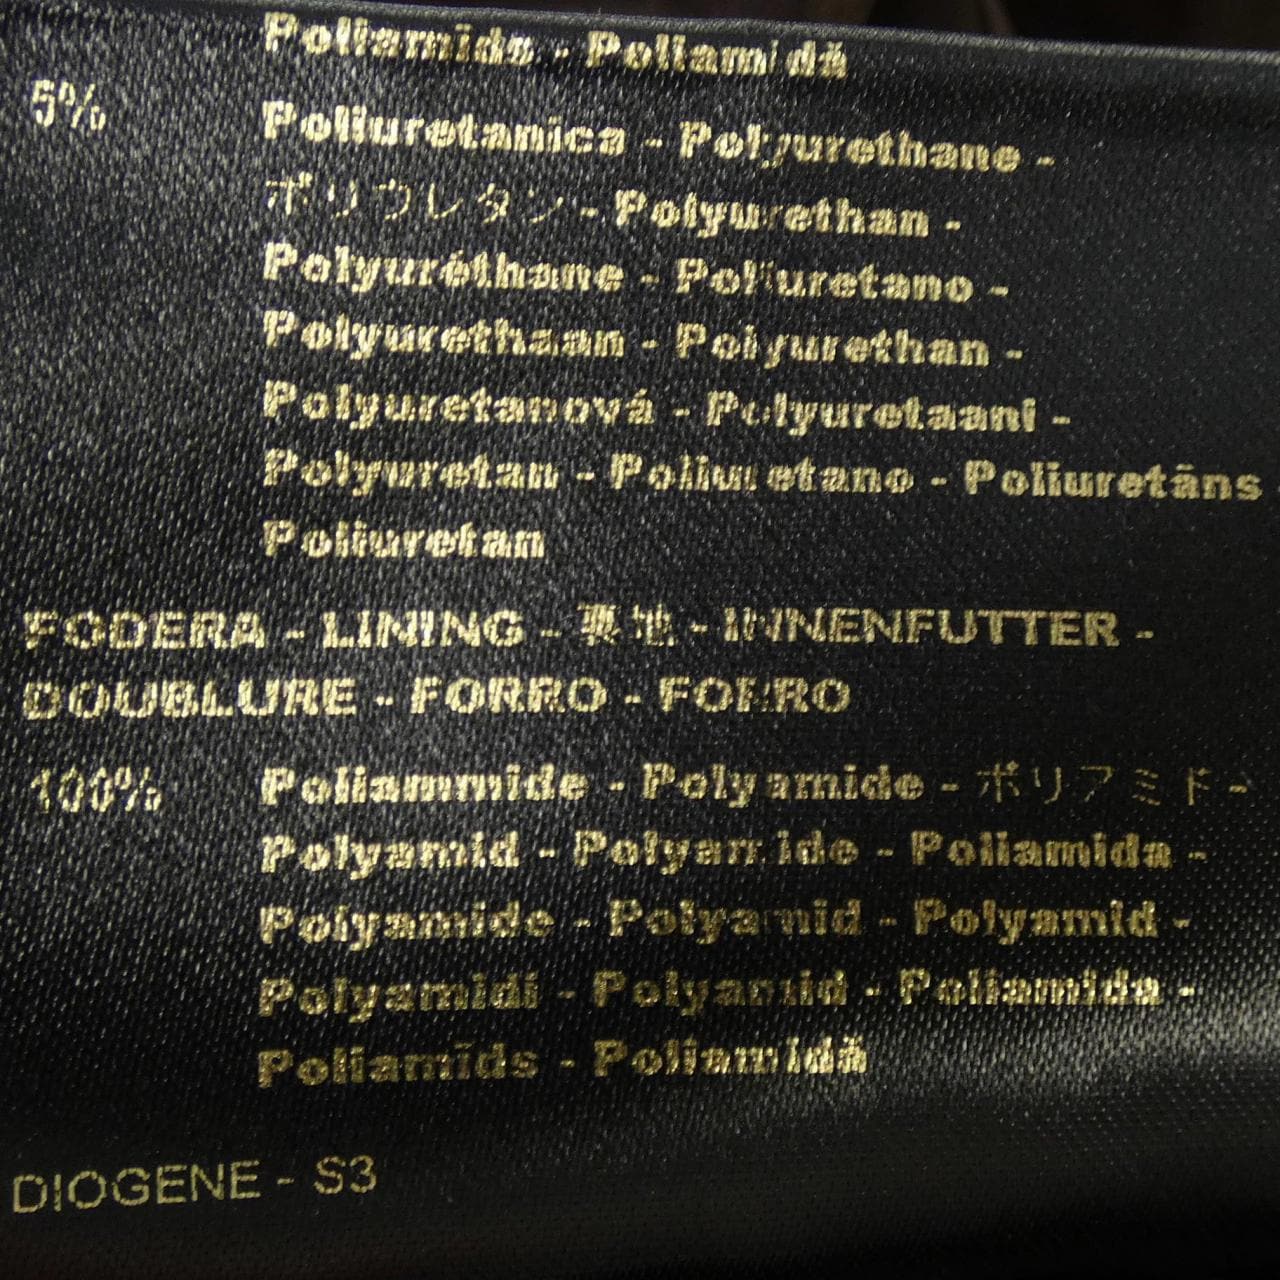 Poliamīds - Poliamidă
5% Poliuretanica - Polyurethane -
ポリウレタン - Polyurethan -
Polyuréthane - Poliuretano -
Polyurethaan - Polyurethan -
Polyuretanová - Polyuretaani -
Polyuretan - Poliuretano - Poliuretāns
Poliuretan
FODERA - LINING - 裏地 - INNENFUTTER -
DOUBLURE - FORRO - FORRO
100% Poliammide - Polyamide - ポリアミド -
Polyamid - Polyamide - Poliamida -
Polyamide - Polyamid - Polyamid -
Polyamidi - Polyamid - Poliamida -
Poliamīds - Poliamidă
DIOGENE - S3